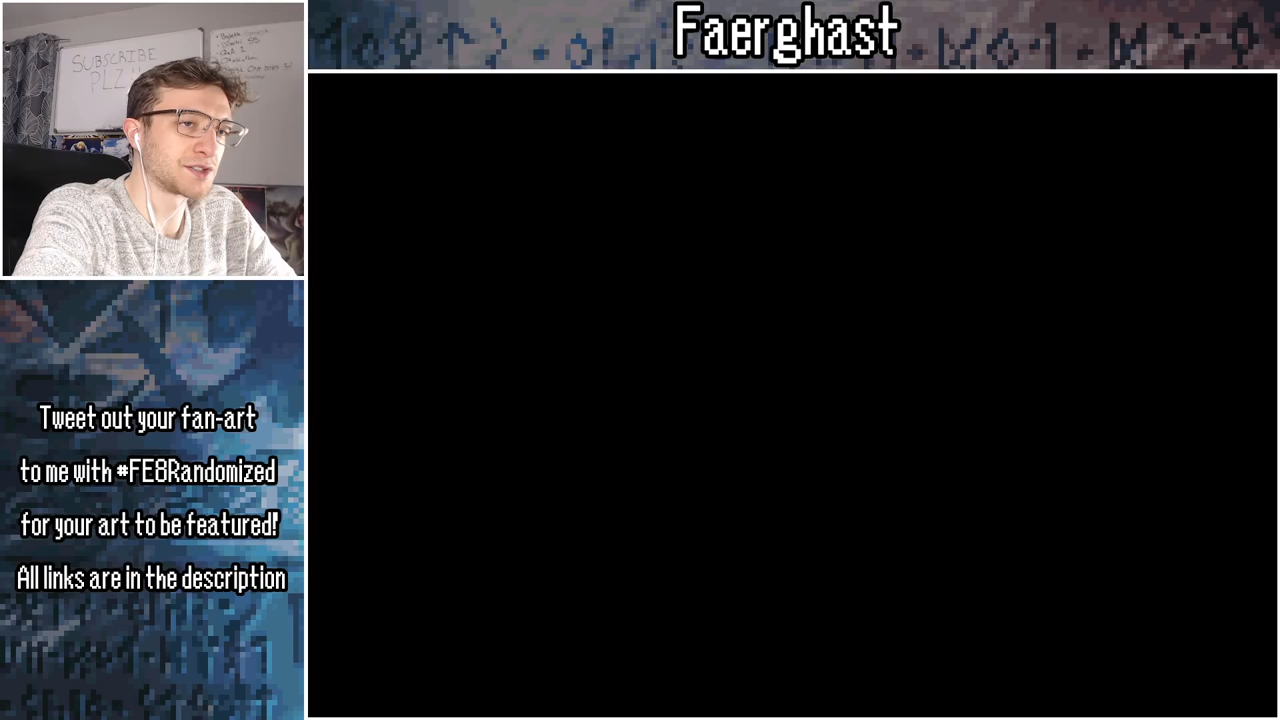 Faerghast
SUBSCRIBE
PLZ
Tweet out your fan-art
to me with #FE8Randomized
for your art to be featured!
All links are in the description